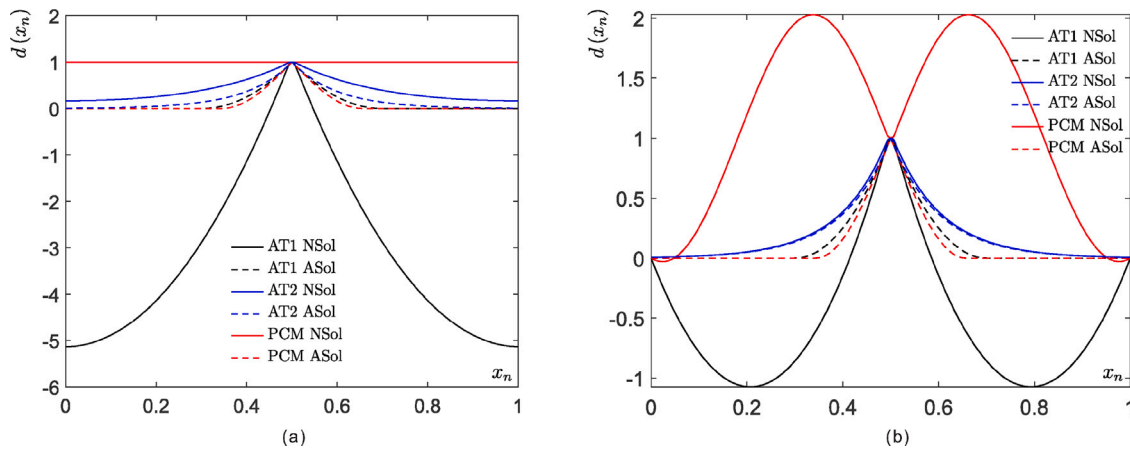 2
1
0
-1
-2
-3
-4
-5
-6
d (x_n)
AT1 NSol
AT1 ASol
AT2 NSol
AT2 ASol
PCM NSol
PCM ASol
x_n
0 0.2 0.4 0.6 0.8 1
(a)
2
1.5
1
0.5
0
-0.5
-1
d (x_n)
AT1 NSol
AT1 ASol
AT2 NSol
AT2 ASol
PCM NSol
PCM ASol
x_n
0 0.2 0.4 0.6 0.8 1
(b)